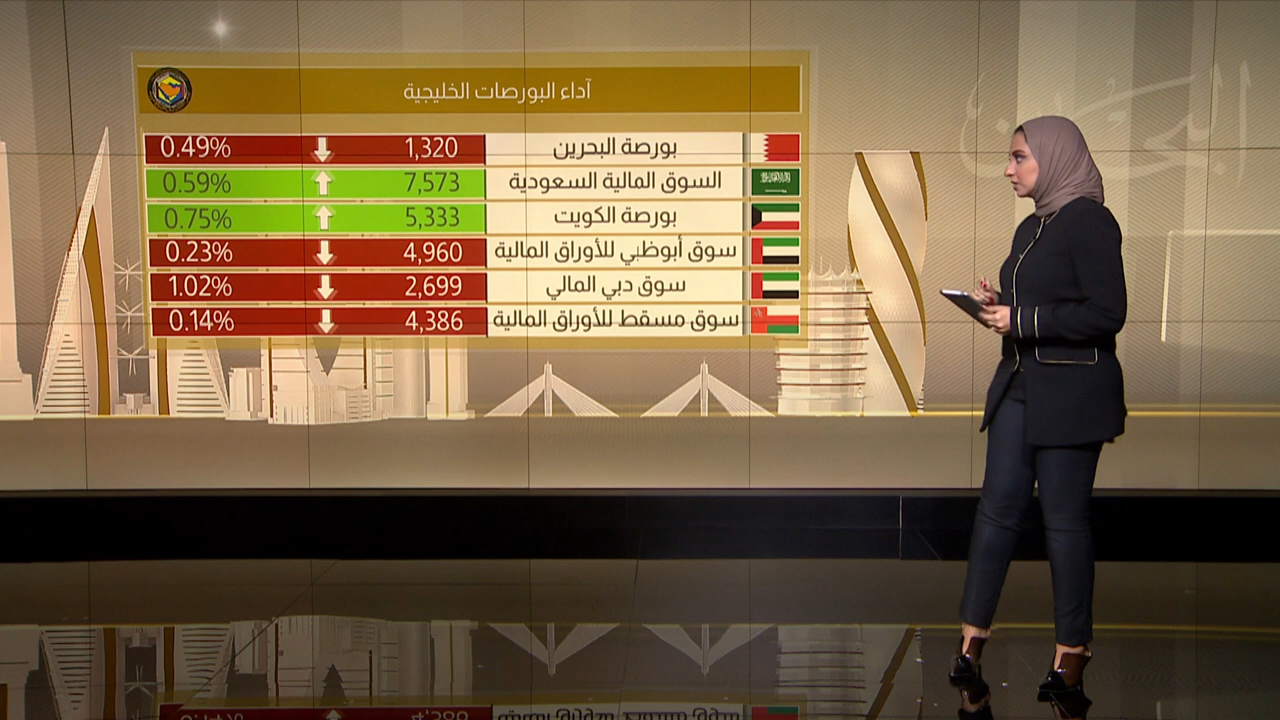 آداء البورصات الخليجية
بورصة البحرين 1,320 0.49%
السوق المالية السعودية 7,573 0.59%
بورصة الكويت 5,333 0.75%
سوق أبوظبي للأوراق المالية 4,960 0.23%
سوق دبي المالي 2,699 1.02%
سوق مسقط للأوراق المالية 4,386 0.14%